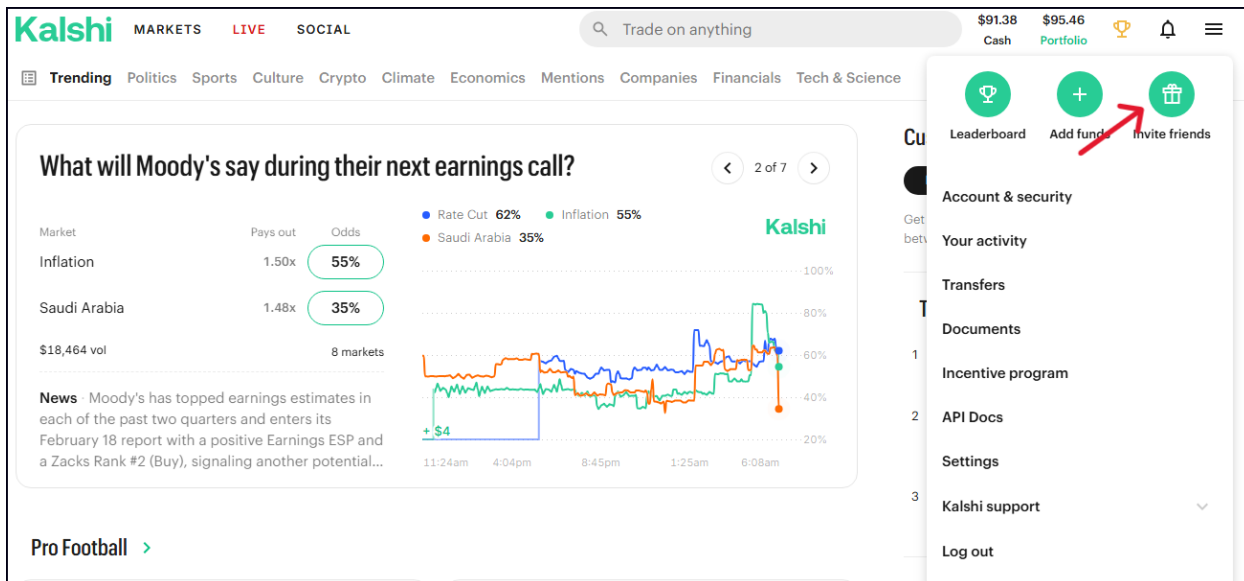 Kalshi MARKETS LIVE SOCIAL Trade on anything $91.38 $95.46
Cash Portfolio
Trending Politics Sports Culture Crypto Climate Economics Mentions Companies Financials Tech & Science
Leaderboard Add funds Invite friends
What will Moody's say during their next earnings call?
2 of 7
Rate Cut 62% Inflation 55%
Saudi Arabia 35%
Kalshi
Market Pays out Odds
Inflation 1.50x 55%
Saudi Arabia 1.48x 35%
$18,464 vol 8 markets
News · Moody's has topped earnings estimates in
each of the past two quarters and enters its
February 18 report with a positive Earnings ESP and
a Zacks Rank #2 (Buy), signaling another potential...
100%
80%
60%
40%
20%
+ $4
11:24am 4:04pm 8:45pm 1:25am 6:08am
Pro Football
Cu
Get
1
2
3
Account & security
Your activity
Transfers
Documents
Incentive program
API Docs
Settings
Kalshi support
Log out